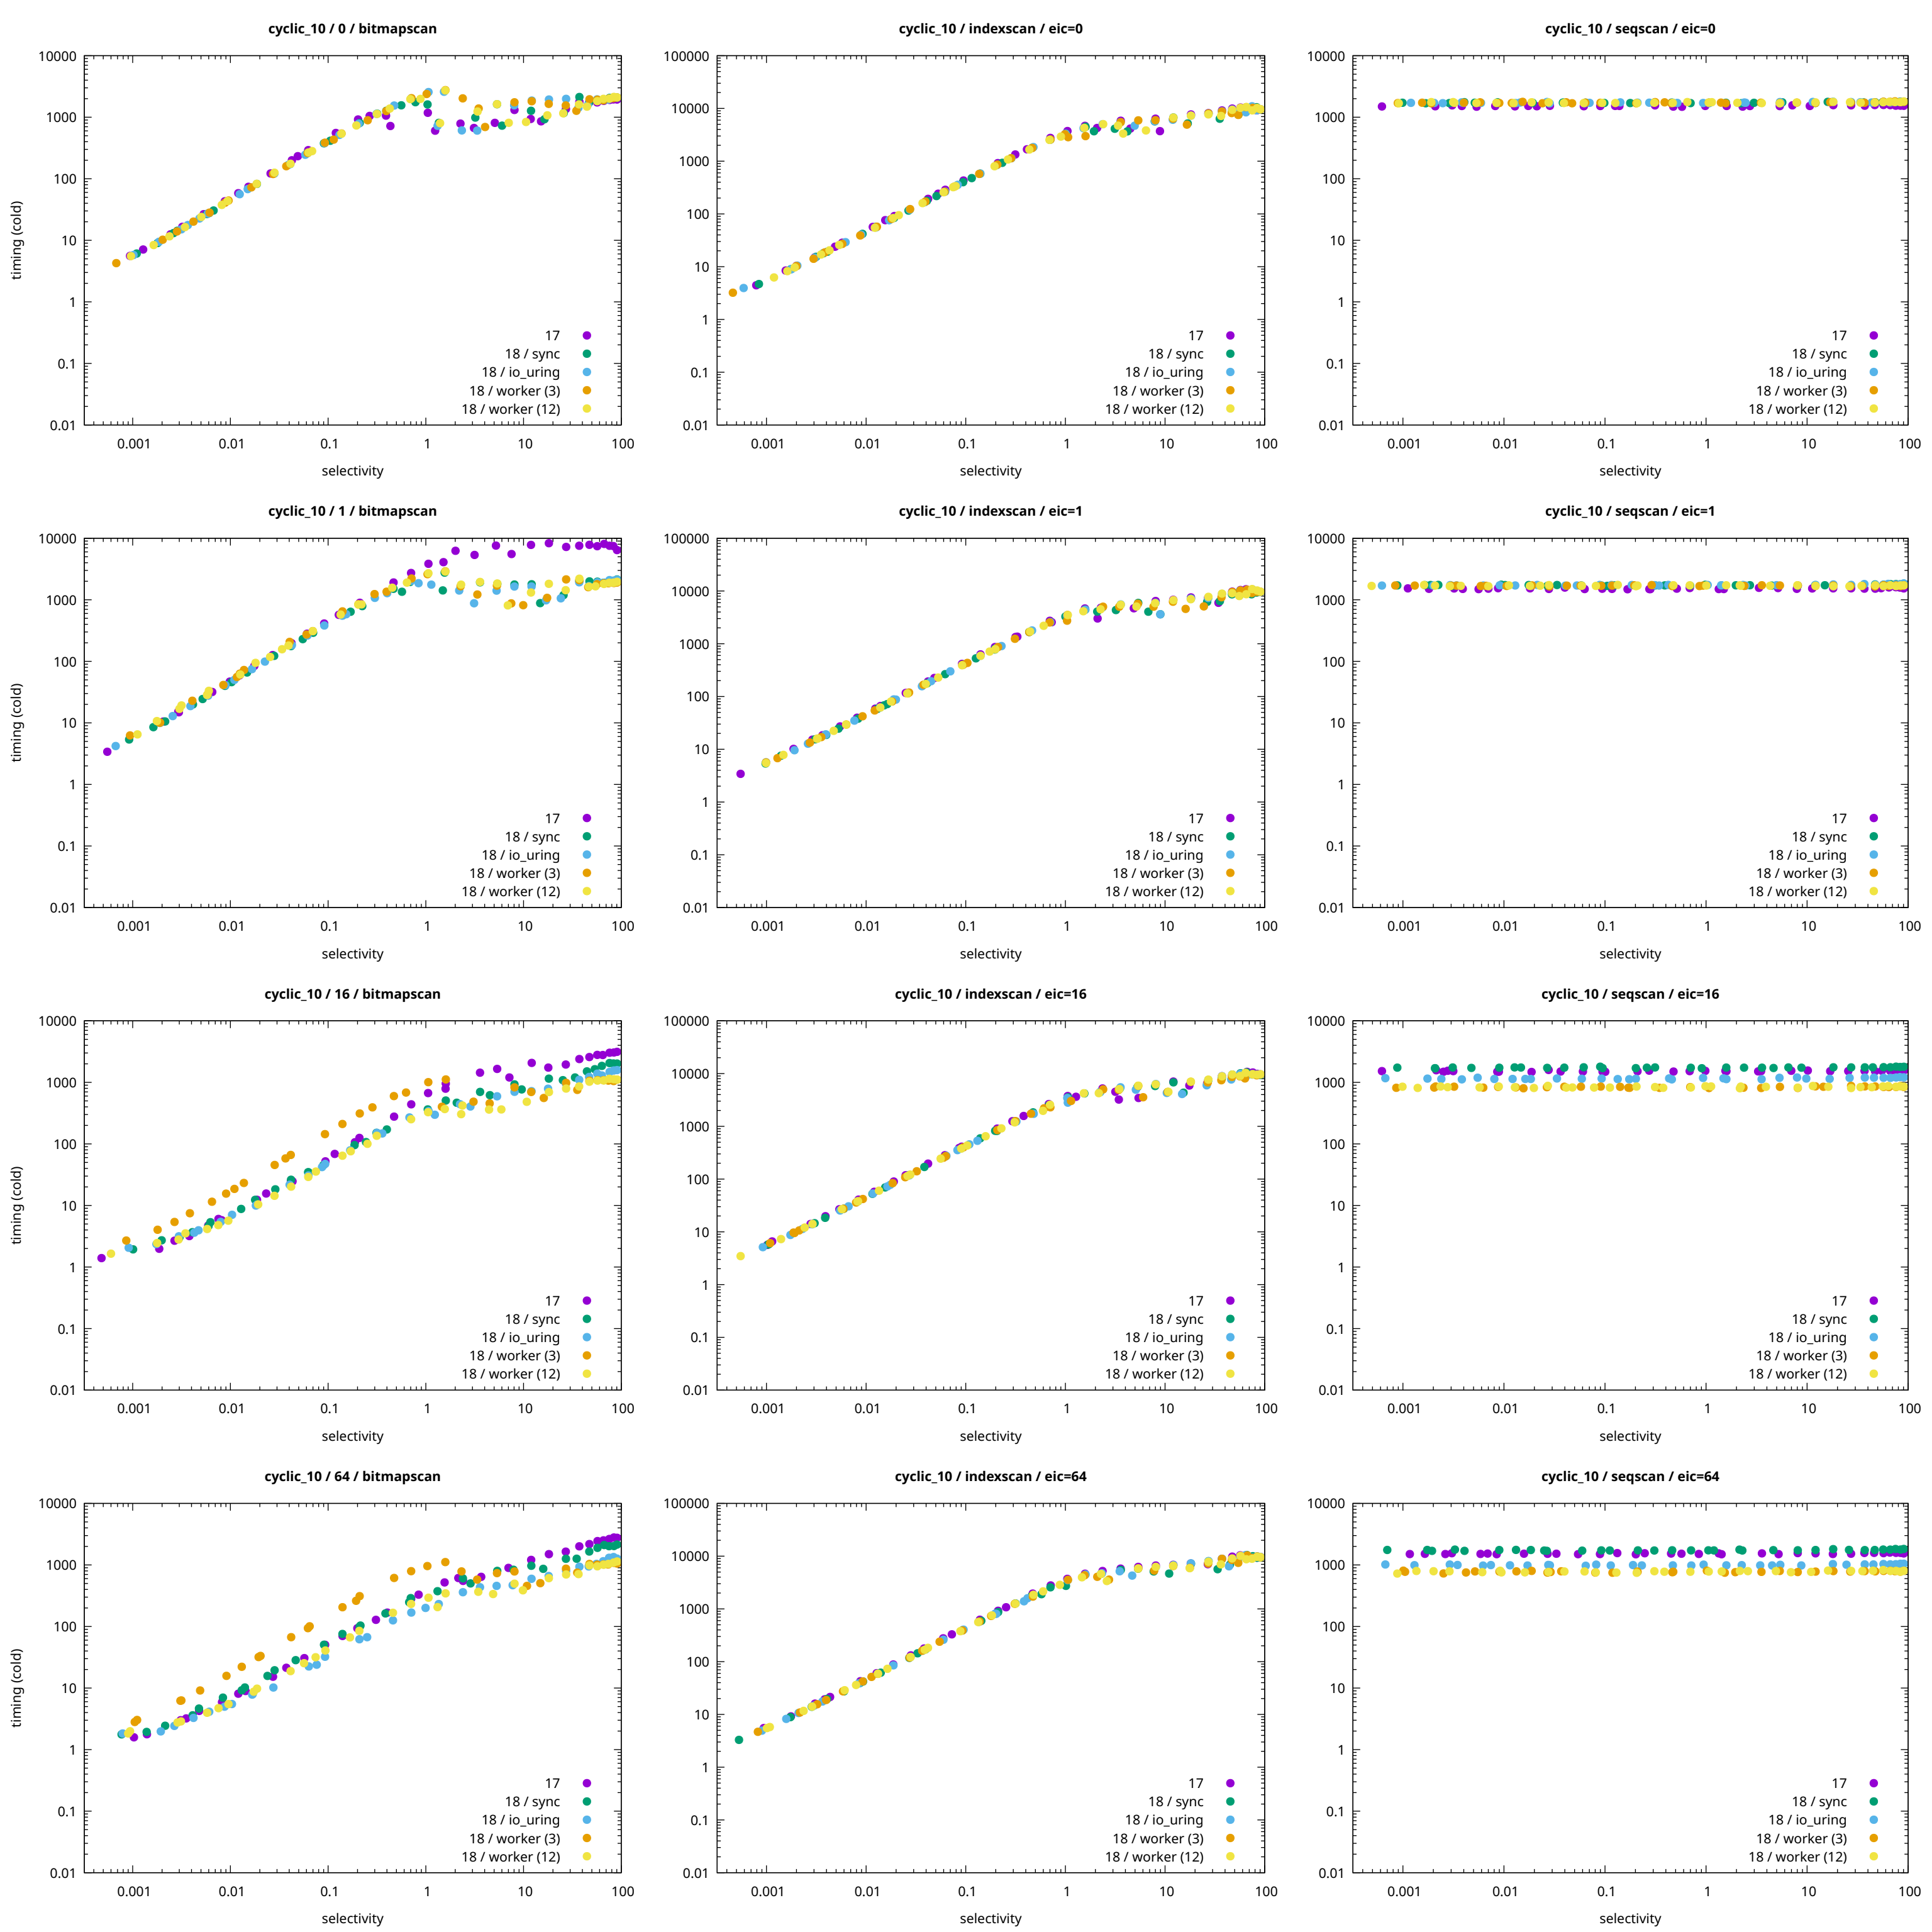 cyclic_10 / 0 / bitmapscan
10000
1000
100
10
1
0.1
0.01
timing (cold)
17
18 / sync
18 / io_uring
18 / worker (3)
18 / worker (12)
0.001 0.01 0.1 1 10 100
selectivity
cyclic_10 / indexscan / eic=0
100000
10000
1000
100
10
1
0.1
0.01
17
18 / sync
18 / io_uring
18 / worker (3)
18 / worker (12)
0.001 0.01 0.1 1 10 100
selectivity
cyclic_10 / seqscan / eic=0
10000
1000
100
10
1
0.1
0.01
17
18 / sync
18 / io_uring
18 / worker (3)
18 / worker (12)
0.001 0.01 0.1 1 10 100
selectivity
cyclic_10 / 1 / bitmapscan
10000
1000
100
10
1
0.1
0.01
timing (cold)
17
18 / sync
18 / io_uring
18 / worker (3)
18 / worker (12)
0.001 0.01 0.1 1 10 100
selectivity
cyclic_10 / indexscan / eic=1
100000
10000
1000
100
10
1
0.1
0.01
17
18 / sync
18 / io_uring
18 / worker (3)
18 / worker (12)
0.001 0.01 0.1 1 10 100
selectivity
cyclic_10 / seqscan / eic=1
10000
1000
100
10
1
0.1
0.01
17
18 / sync
18 / io_uring
18 / worker (3)
18 / worker (12)
0.001 0.01 0.1 1 10 100
selectivity
cyclic_10 / 16 / bitmapscan
10000
1000
100
10
1
0.1
0.01
timing (cold)
17
18 / sync
18 / io_uring
18 / worker (3)
18 / worker (12)
0.001 0.01 0.1 1 10 100
selectivity
cyclic_10 / indexscan / eic=16
100000
10000
1000
100
10
1
0.1
0.01
17
18 / sync
18 / io_uring
18 / worker (3)
18 / worker (12)
0.001 0.01 0.1 1 10 100
selectivity
cyclic_10 / seqscan / eic=16
10000
1000
100
10
1
0.1
0.01
17
18 / sync
18 / io_uring
18 / worker (3)
18 / worker (12)
0.001 0.01 0.1 1 10 100
selectivity
cyclic_10 / 64 / bitmapscan
10000
1000
100
10
1
0.1
0.01
timing (cold)
17
18 / sync
18 / io_uring
18 / worker (3)
18 / worker (12)
0.001 0.01 0.1 1 10 100
selectivity
cyclic_10 / indexscan / eic=64
100000
10000
1000
100
10
1
0.1
0.01
17
18 / sync
18 / io_uring
18 / worker (3)
18 / worker (12)
0.001 0.01 0.1 1 10 100
selectivity
cyclic_10 / seqscan / eic=64
10000
1000
100
10
1
0.1
0.01
17
18 / sync
18 / io_uring
18 / worker (3)
18 / worker (12)
0.001 0.01 0.1 1 10 100
selectivity